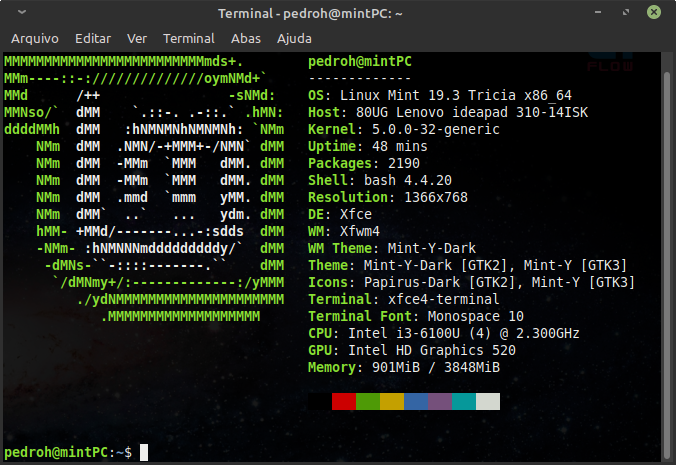 Terminal - pedroh@mintPC: ~
Arquivo Editar Ver Terminal Abas Ajuda
FLOW
MMMMMMMMMMMMMMMMMMMMMMMMMmds+. pedroh@mintPC
MMm----::-://////////////oymNMd+` -------------
MMd /++ -sNMd: OS: Linux Mint 19.3 Tricia x86_64
MMNso/` dMM `.::-. .-::.` .hMN: Host: 80UG Lenovo ideapad 310-14ISK
ddddMMh dMM :hNMNMNhNMNMNh: `NMm Kernel: 5.0.0-32-generic
NMm dMM .NMN/-+MMM+-/NMN` dMM Uptime: 48 mins
NMm dMM -MMm `MMM dMM. dMM Packages: 2190
NMm dMM -MMm `MMM dMM. dMM Shell: bash 4.4.20
NMm dMM .mmd `mmm yMM. dMM Resolution: 1366x768
NMm dMM` ..` ... ydm. dMM DE: Xfce
hMM- +MMd/-------...-:sdds dMM WM: Xfwm4
-NMm- :hNMNNNmdddddddddy/` dMM WM Theme: Mint-Y-Dark
-dMNs-``-::::-------.`` dMM Theme: Mint-Y-Dark [GTK2], Mint-Y [GTK3]
`/dMNmy+/:-------------:/yMMM Icons: Papirus-Dark [GTK2], Mint-Y [GTK3]
./ydNMMMMMMMMMMMMMMMMMMMMM Terminal: xfce4-terminal
.MMMMMMMMMMMMMMMMMMM Terminal Font: Monospace 10
CPU: Intel i3-6100U (4) @ 2.300GHz
GPU: Intel HD Graphics 520
Memory: 901MiB / 3848MiB
pedroh@mintPC:~$